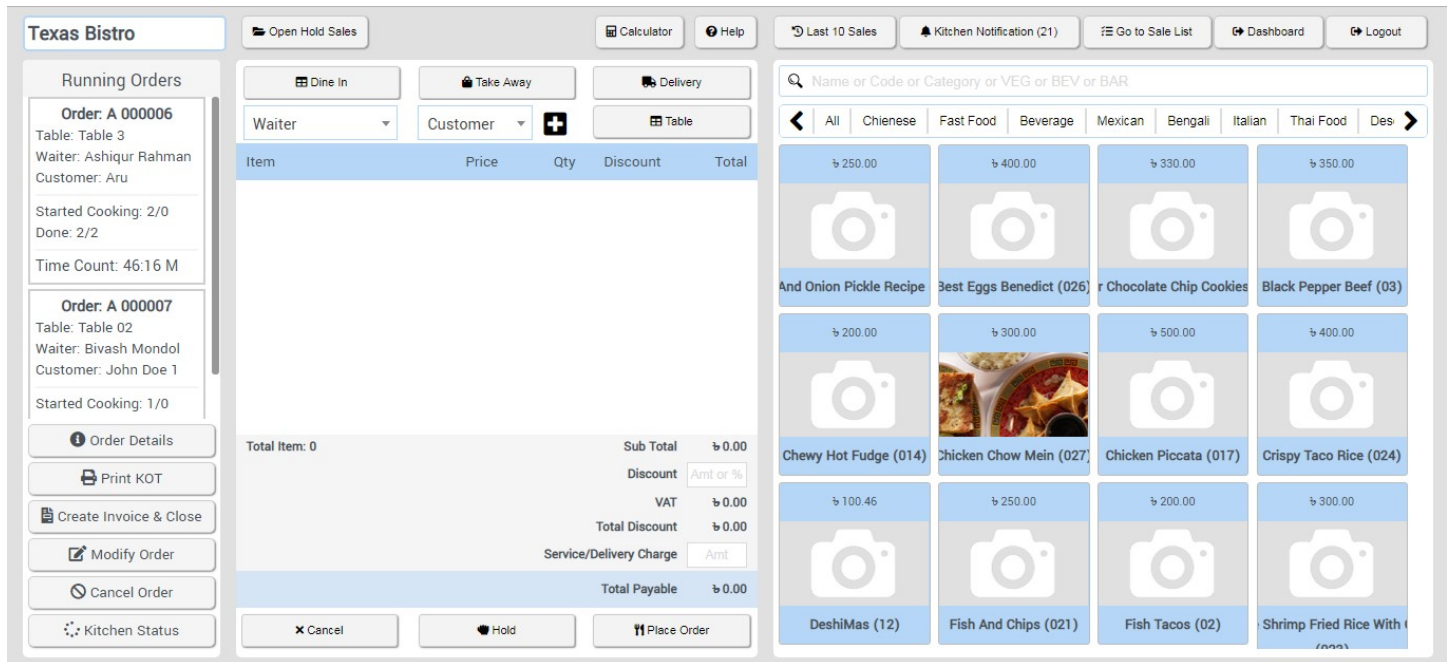 Texas Bistro
Open Hold Sales
Calculator
Help
Last 10 Sales
Kitchen Notification (21)
Go to Sale List
Dashboard
Logout
Running Orders
Order: A 000006
Table: Table 3
Waiter: Ashiqur Rahman
Customer: Aru
Started Cooking: 2/0
Done: 2/2
Time Count: 46:16 M
Order: A 000007
Table: Table 02
Waiter: Bivash Mondol
Customer: John Doe 1
Started Cooking: 1/0
Order Details
Print KOT
Create Invoice & Close
Modify Order
Cancel Order
Kitchen Status
Dine In
Take Away
Delivery
Waiter
Customer
Table
Item Price Qty Discount Total
Total Item: 0
Sub Total ৳ 0.00
Discount Amt or %
VAT ৳ 0.00
Total Discount ৳ 0.00
Service/Delivery Charge Amt
Total Payable ৳ 0.00
Cancel
Hold
Place Order
Name or Code or Category or VEG or BEV or BAR
All Chienese Fast Food Beverage Mexican Bengali Italian Thai Food Des
৳ 250.00 ৳ 400.00 ৳ 330.00 ৳ 350.00
And Onion Pickle Recipe Best Eggs Benedict (026) r Chocolate Chip Cookies Black Pepper Beef (03)
৳ 200.00 ৳ 300.00 ৳ 500.00 ৳ 400.00
Chewy Hot Fudge (014) Chicken Chow Mein (027) Chicken Piccata (017) Crispy Taco Rice (024)
৳ 100.46 ৳ 250.00 ৳ 200.00 ৳ 300.00
DeshiMas (12) Fish And Chips (021) Fish Tacos (02) Shrimp Fried Rice With